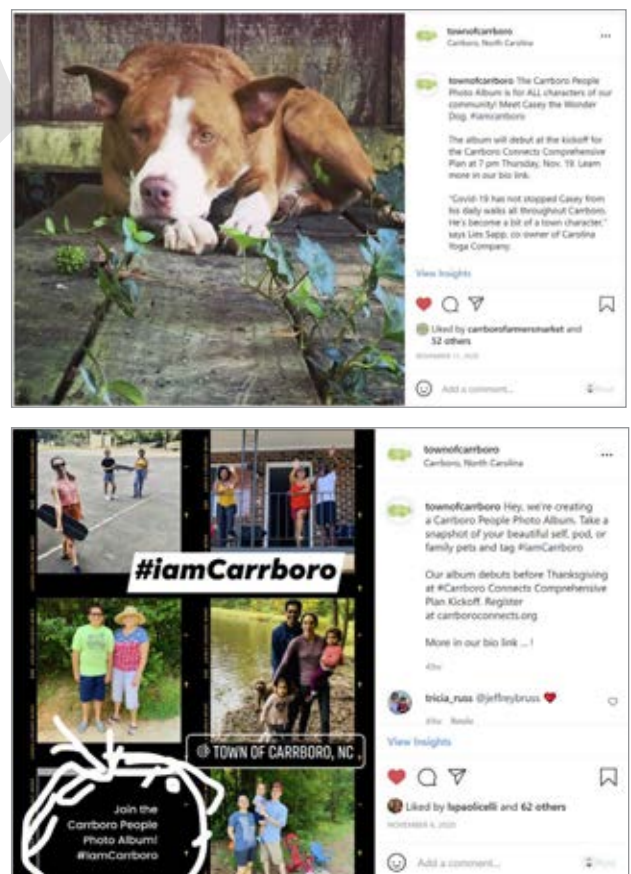 townofcarrboro
Carrboro, North Carolina
townofcarrboro The Carrboro People
Photo Album is for ALL characters of our
community! Meet Casey the Wonder
Dog. #iamcarrboro
The album will debut at the kickoff for
the Carrboro Connects Comprehensive
Plan at 7 pm Thursday, Nov. 19. Learn
more in our bio link.
"Covid-19 has not stopped Casey from
his daily walks all throughout Carrboro.
He's become a bit of a town character,"
says Lies Sapp, co owner of Carolina
Yoga Company.
View Insights
Liked by carrborofarmersmarket and
52 others
NOVEMBER 11, 2020
Add a comment...
#iamCarrboro
@ TOWN OF CARRBORO, NC
Join the
Carrboro People
Photo Album!
#IamCarrboro
townofcarrboro
Carrboro, North Carolina
townofcarrboro Hey, we're creating
a Carrboro People Photo Album. Take a
snapshot of your beautiful self, pod, or
family pets and tag #iamCarrboro
Our album debuts before Thanksgiving
at #Carrboro Connects Comprehensive
Plan Kickoff. Register
at carrboroconnects.org
More in our bio link ... !
tricia_russ @jeffreybruss
Reply
View Insights
Liked by lspaolicelli and 62 others
NOVEMBER 6, 2020
Add a comment...